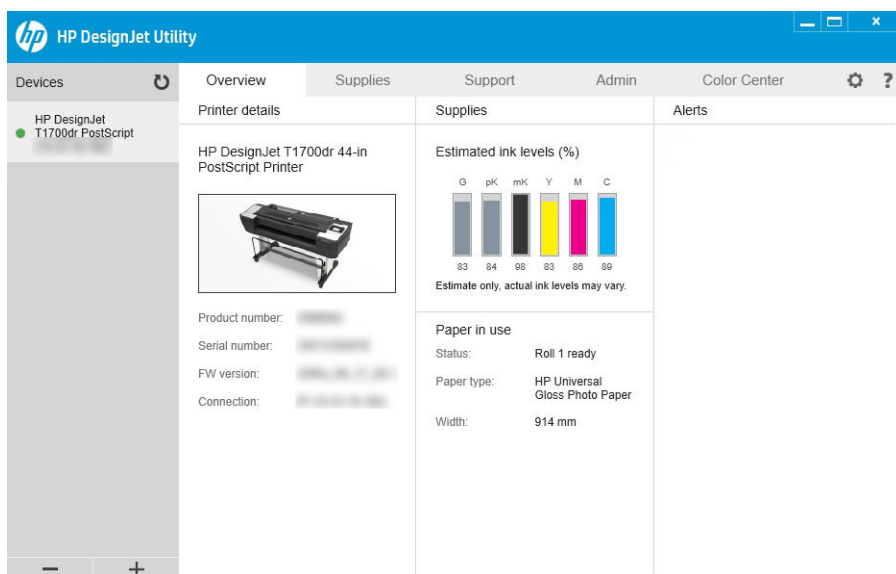 hp HP DesignJet Utility
Devices
HP DesignJet
T1700dr PostScript
Overview Supplies Support Admin Color Center ?
Printer details
HP DesignJet T1700dr 44-in
PostScript Printer
Product number:
Serial number:
FW version:
Connection:
Supplies
Estimated ink levels (%)
G pK mK Y M C
83 84 98 83 86 89
Estimate only, actual ink levels may vary.
Paper in use
Status: Roll 1 ready
Paper type: HP Universal
Gloss Photo Paper
Width: 914 mm
Alerts